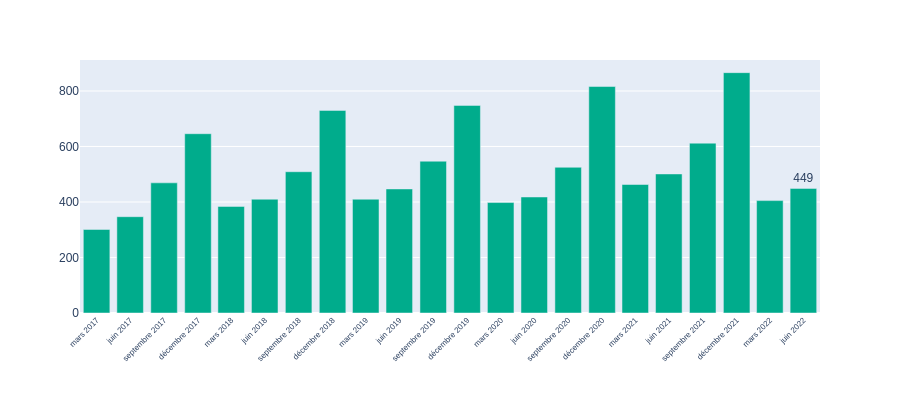 800
600
400
200
0
449
mars 2017
juin 2017
septembre 2017
décembre 2017
mars 2018
juin 2018
septembre 2018
décembre 2018
mars 2019
juin 2019
septembre 2019
décembre 2019
mars 2020
juin 2020
septembre 2020
décembre 2020
mars 2021
juin 2021
septembre 2021
décembre 2021
mars 2022
juin 2022